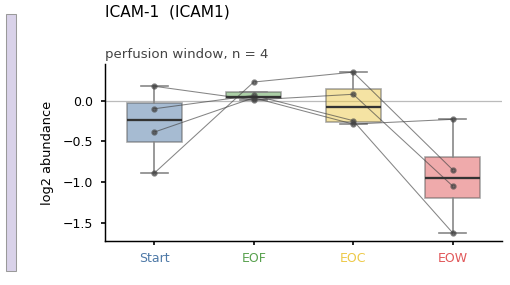 ICAM-1 (ICAM1)
perfusion window, n = 4
log2 abundance
0.0
−0.5
−1.0
−1.5
Start EOF EOC EOW